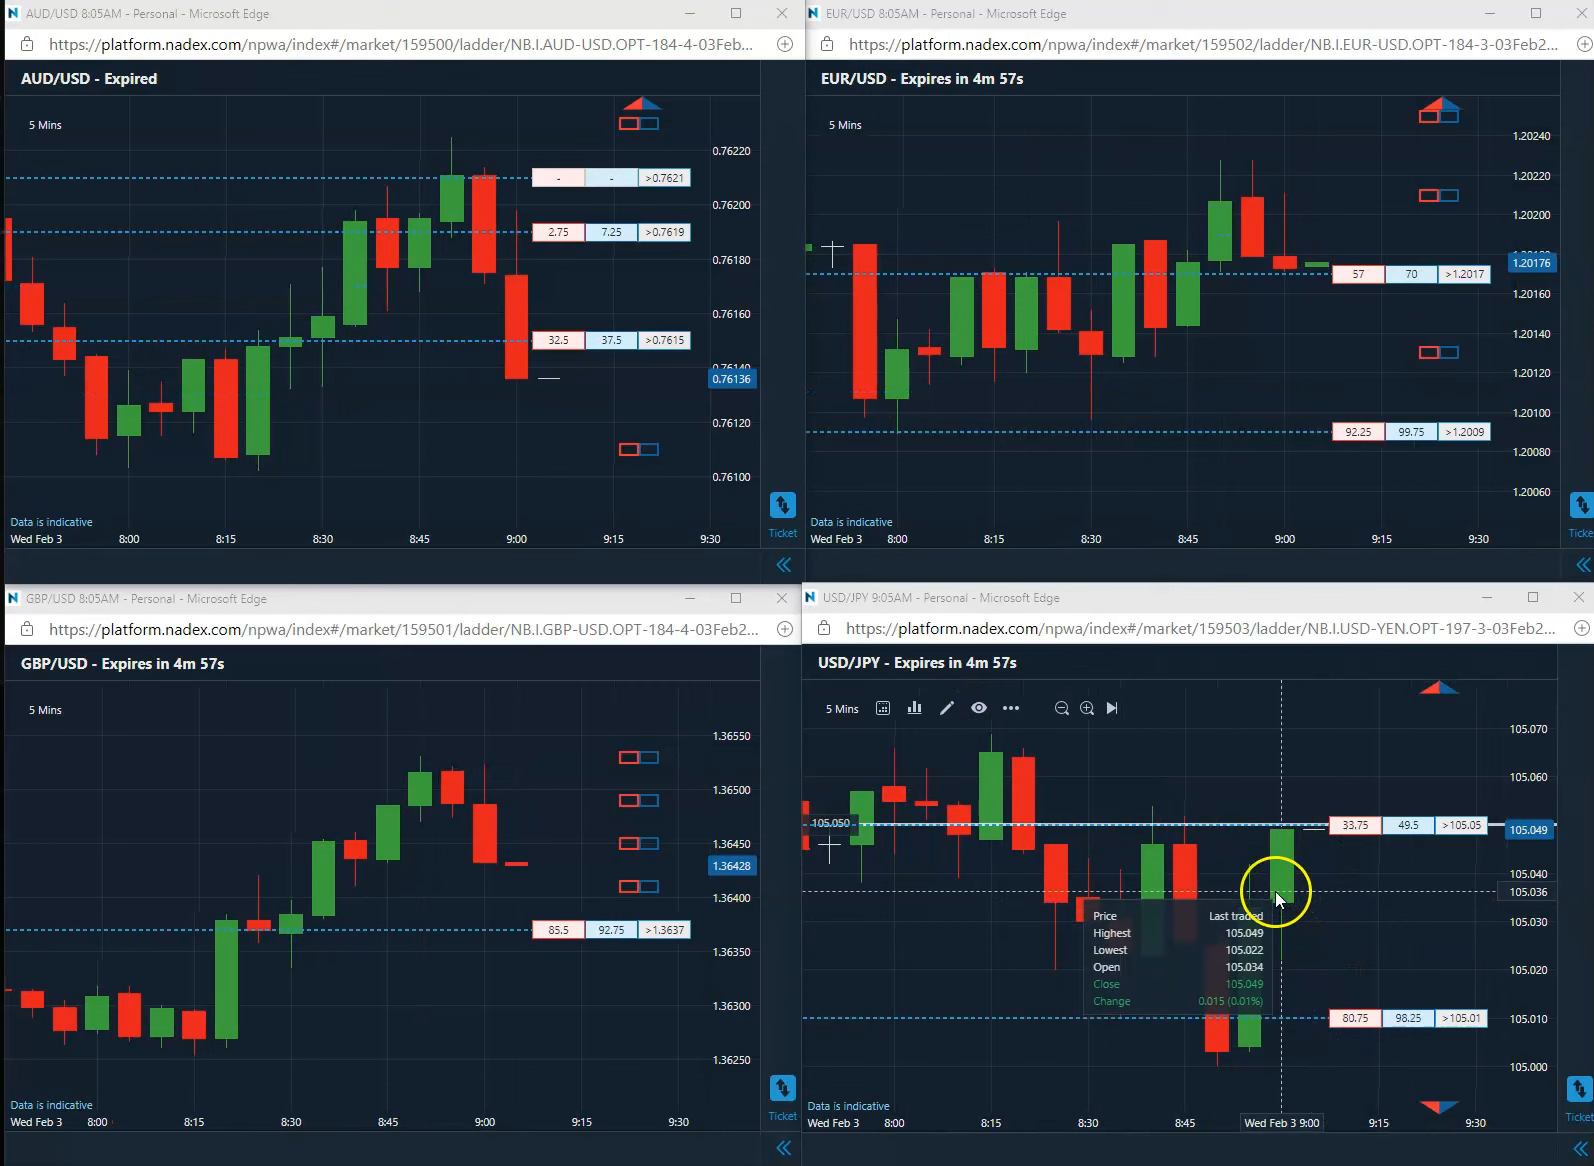 AUD/USD 8:05AM - Personal - Microsoft Edge
https://platform.nadex.com/npwa/index#/market/159500/ladder/NB.I.AUD-USD.OPT-184-4-03Feb...
AUD/USD - Expired
5 Mins
0.76220
- - >0.7621
0.76200
2.75 7.25 >0.7619
0.76180
0.76160
32.5 37.5 >0.7615
0.76140
0.76136
0.76120
0.76100
Data is indicative
Ticket
Wed Feb 3 8:00 8:15 8:30 8:45 9:00 9:15 9:30
EUR/USD 8:05AM - Personal - Microsoft Edge
https://platform.nadex.com/npwa/index#/market/159502/ladder/NB.I.EUR-USD.OPT-184-3-03Feb2...
EUR/USD - Expires in 4m 57s
5 Mins
1.20240
1.20220
1.20200
1.20176
57 70 >1.2017
1.20160
1.20140
1.20120
1.20100
92.25 99.75 >1.2009
1.20080
1.20060
Data is indicative
Ticke
Wed Feb 3 8:00 8:15 8:30 8:45 9:00 9:15 9:30
GBP/USD 8:05AM - Personal - Microsoft Edge
https://platform.nadex.com/npwa/index#/market/159501/ladder/NB.I.GBP-USD.OPT-184-4-03Feb2...
GBP/USD - Expires in 4m 57s
5 Mins
1.36550
1.36500
1.36450
1.36428
1.36400
85.5 92.75 >1.3637
1.36350
1.36300
1.36250
Data is indicative
Ticket
Wed Feb 3 8:00 8:15 8:30 8:45 9:00 9:15 9:30
USD/JPY 9:05AM - Personal - Microsoft Edge
https://platform.nadex.com/npwa/index#/market/159503/ladder/NB.I.USD-YEN.OPT-197-3-03Feb2...
USD/JPY - Expires in 4m 57s
5 Mins
105.070
105.060
105.050 33.75 49.5 >105.05
105.049
105.040
105.036
Price Last traded
Highest 105.049
105.030
Lowest 105.022
Open 105.034
105.020
Close 105.049
Change 0.015 (0.01%)
80.75 98.25 >105.01 105.010
105.000
Data is indicative
Ticket
Wed Feb 3 8:00 8:15 8:30 8:45 Wed Feb 3 9:00 9:15 9:30